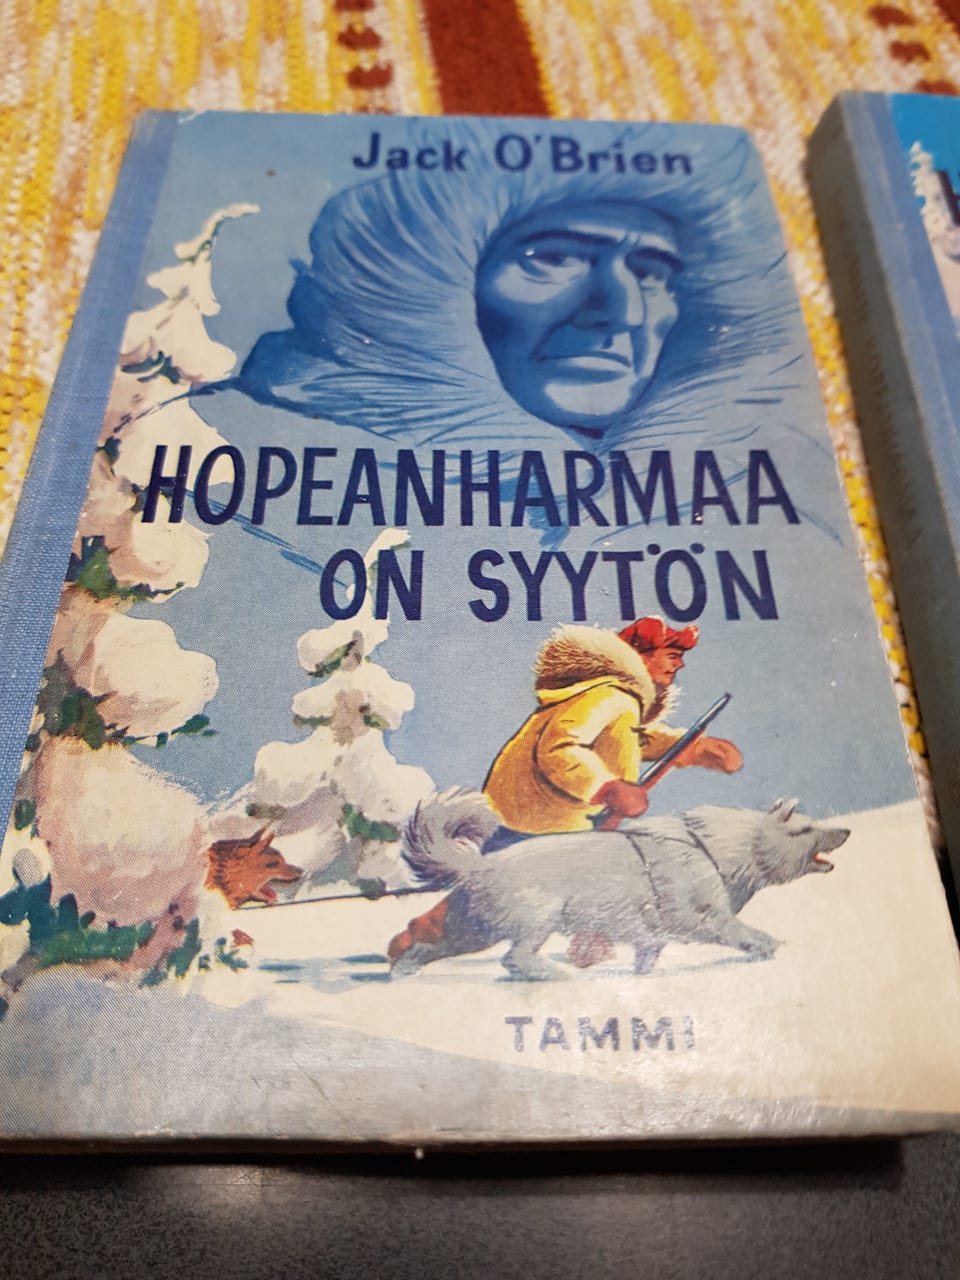 Jack O'Brien
HOPEANHARMAA
ON SYYTÖN
TAMMI